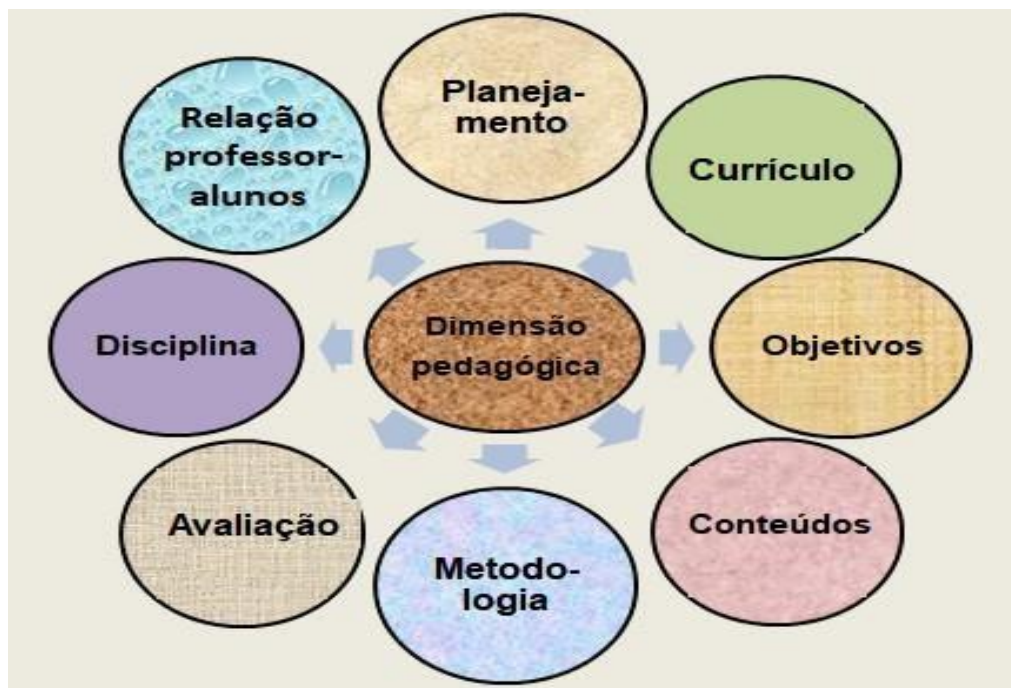 Planeja-
mento
Relação
professor-
alunos
Currículo
Disciplina
Dimensão
pedagógica
Objetivos
Avaliação
Metodo-
logia
Conteúdos